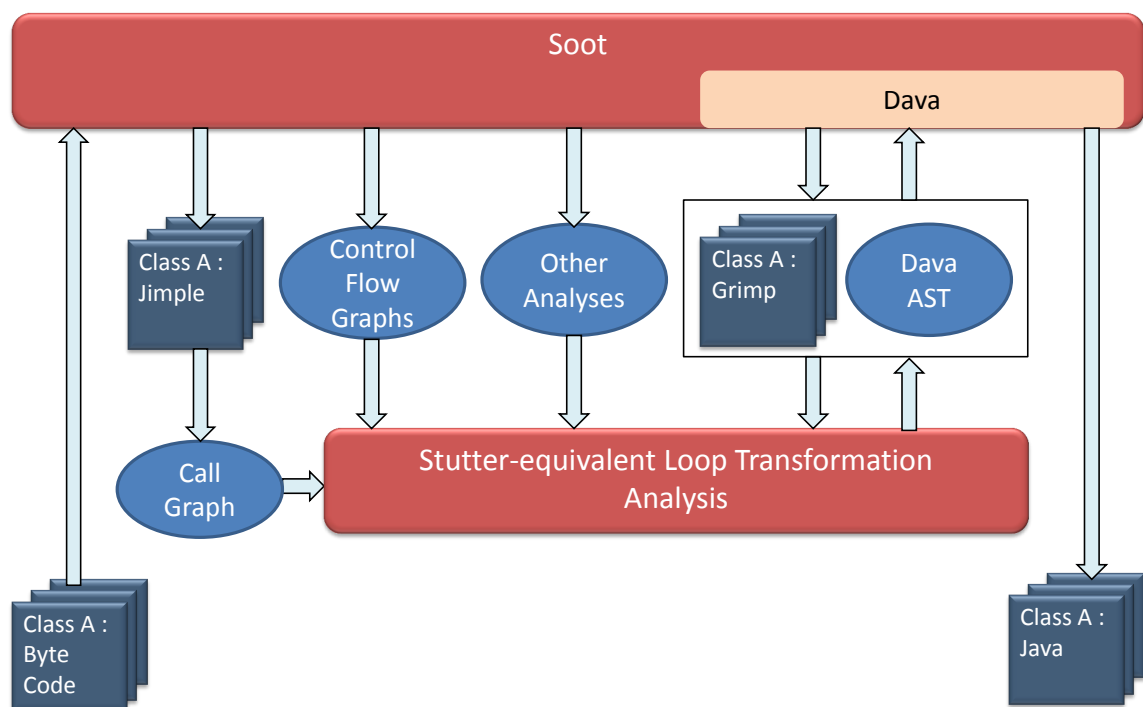 Soot
Dava
Class A :
Jimple
Control
Flow
Graphs
Other
Analyses
Class A :
Grimp
Dava
AST
Call
Graph
Stutter-equivalent Loop Transformation
Analysis
Class A :
Byte
Code
Class A :
Java